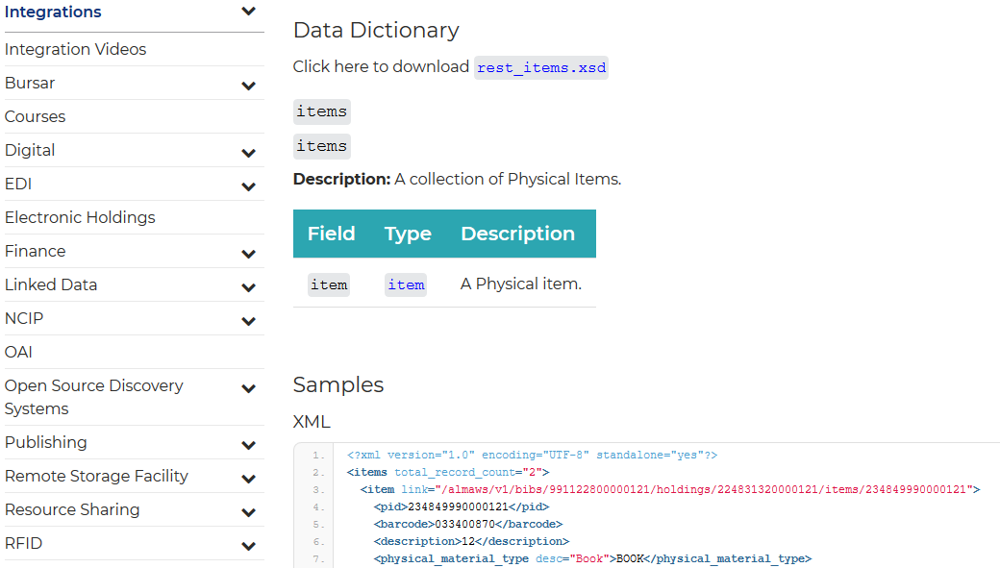 Integrations
Integration Videos
Bursar
Courses
Digital
EDI
Electronic Holdings
Finance
Linked Data
NCIP
OAI
Open Source Discovery
Systems
Publishing
Remote Storage Facility
Resource Sharing
RFID
Data Dictionary
Click here to download rest_items.xsd
items
items
Description: A collection of Physical Items.
Field Type Description
item item A Physical item.
Samples
XML
1. <?xml version="1.0" encoding="UTF-8" standalone="yes"?>
2. <items total_record_count="2">
3. <item link="/almaws/v1/bibs/991122800000121/holdings/224831320000121/items/234849990000121">
4. <pid>234849990000121</pid>
5. <barcode>033400870</barcode>
6. <description>12</description>
7. <physical_material_type desc="Book">BOOK</physical_material_type>